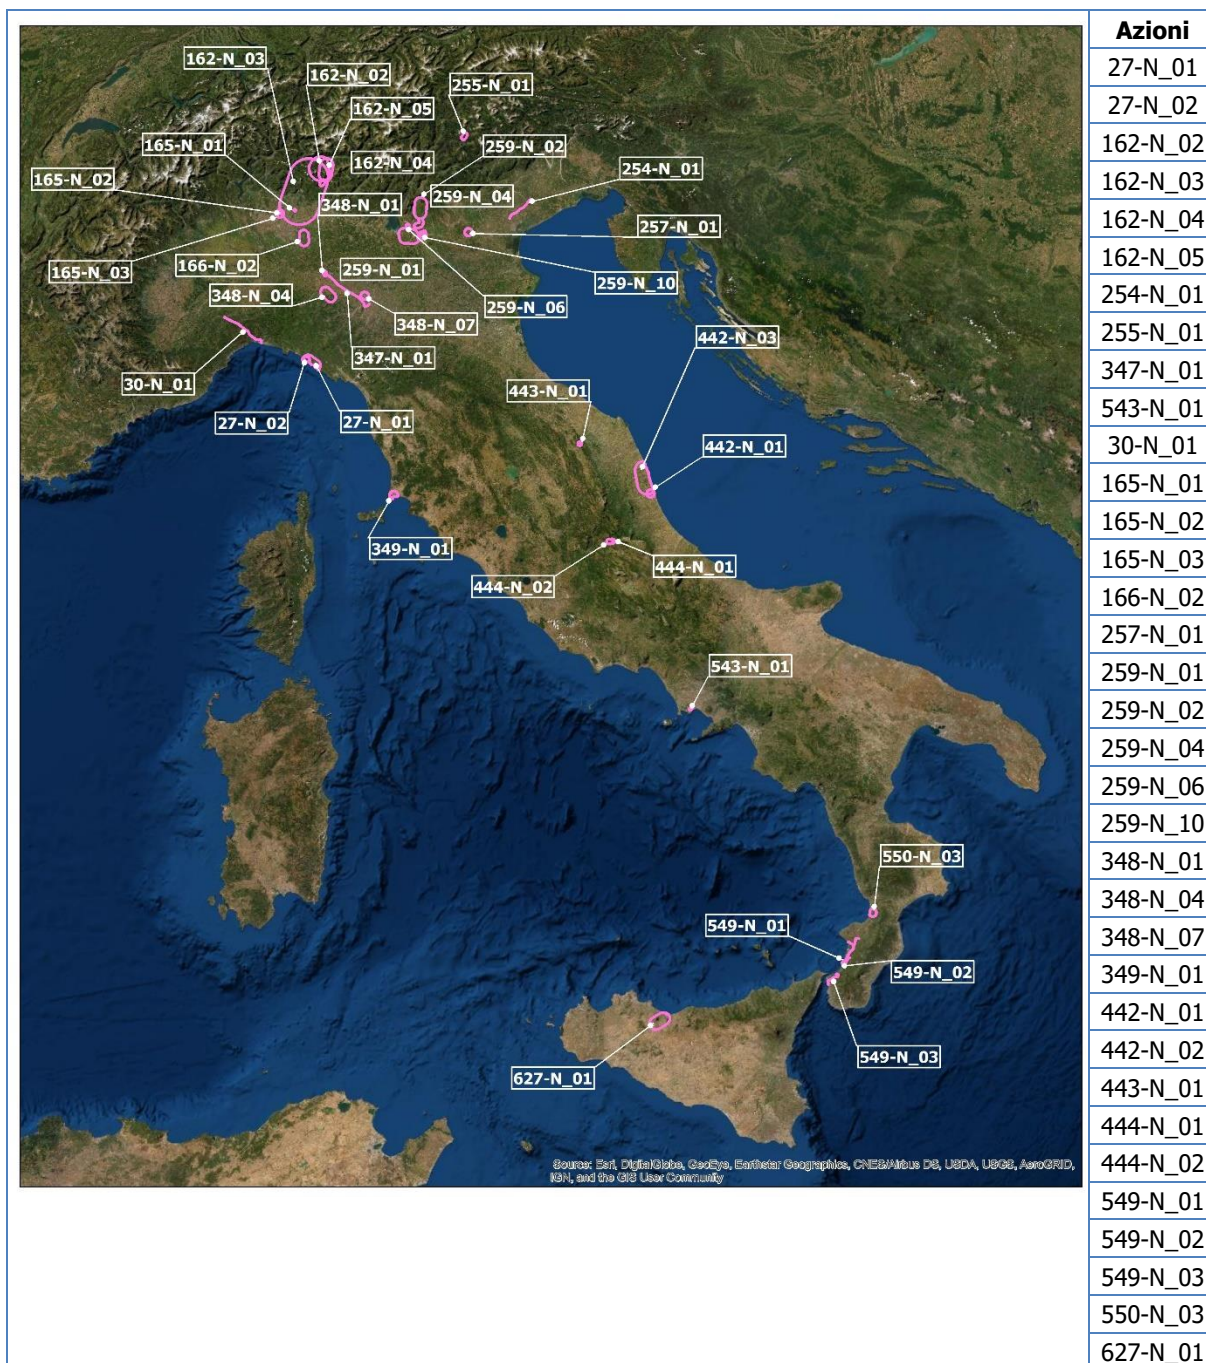 162-N_03
162-N_02
255-N_01
162-N_05
165-N_01
259-N_02
162-N_04
254-N_01
165-N_02
259-N_04
348-N_01
257-N_01
166-N_02
259-N_01
165-N_03
259-N_10
348-N_04
259-N_06
348-N_07
442-N_03
347-N_01
30-N_01
443-N_01
27-N_02
27-N_01
442-N_01
349-N_01
444-N_01
444-N_02
543-N_01
550-N_03
549-N_01
549-N_02
549-N_03
627-N_01
Source: Esri, DigitalGlobe, GeoEye, Earthstar Geographics, CNES/Airbus DS, USDA, USGS, AeroGRID,
IGN, and the GIS User Community
Azioni
27-N_01
27-N_02
162-N_02
162-N_03
162-N_04
162-N_05
254-N_01
255-N_01
347-N_01
543-N_01
30-N_01
165-N_01
165-N_02
165-N_03
166-N_02
257-N_01
259-N_01
259-N_02
259-N_04
259-N_06
259-N_10
348-N_01
348-N_04
348-N_07
349-N_01
442-N_01
442-N_02
443-N_01
444-N_01
444-N_02
549-N_01
549-N_02
549-N_03
550-N_03
627-N_01